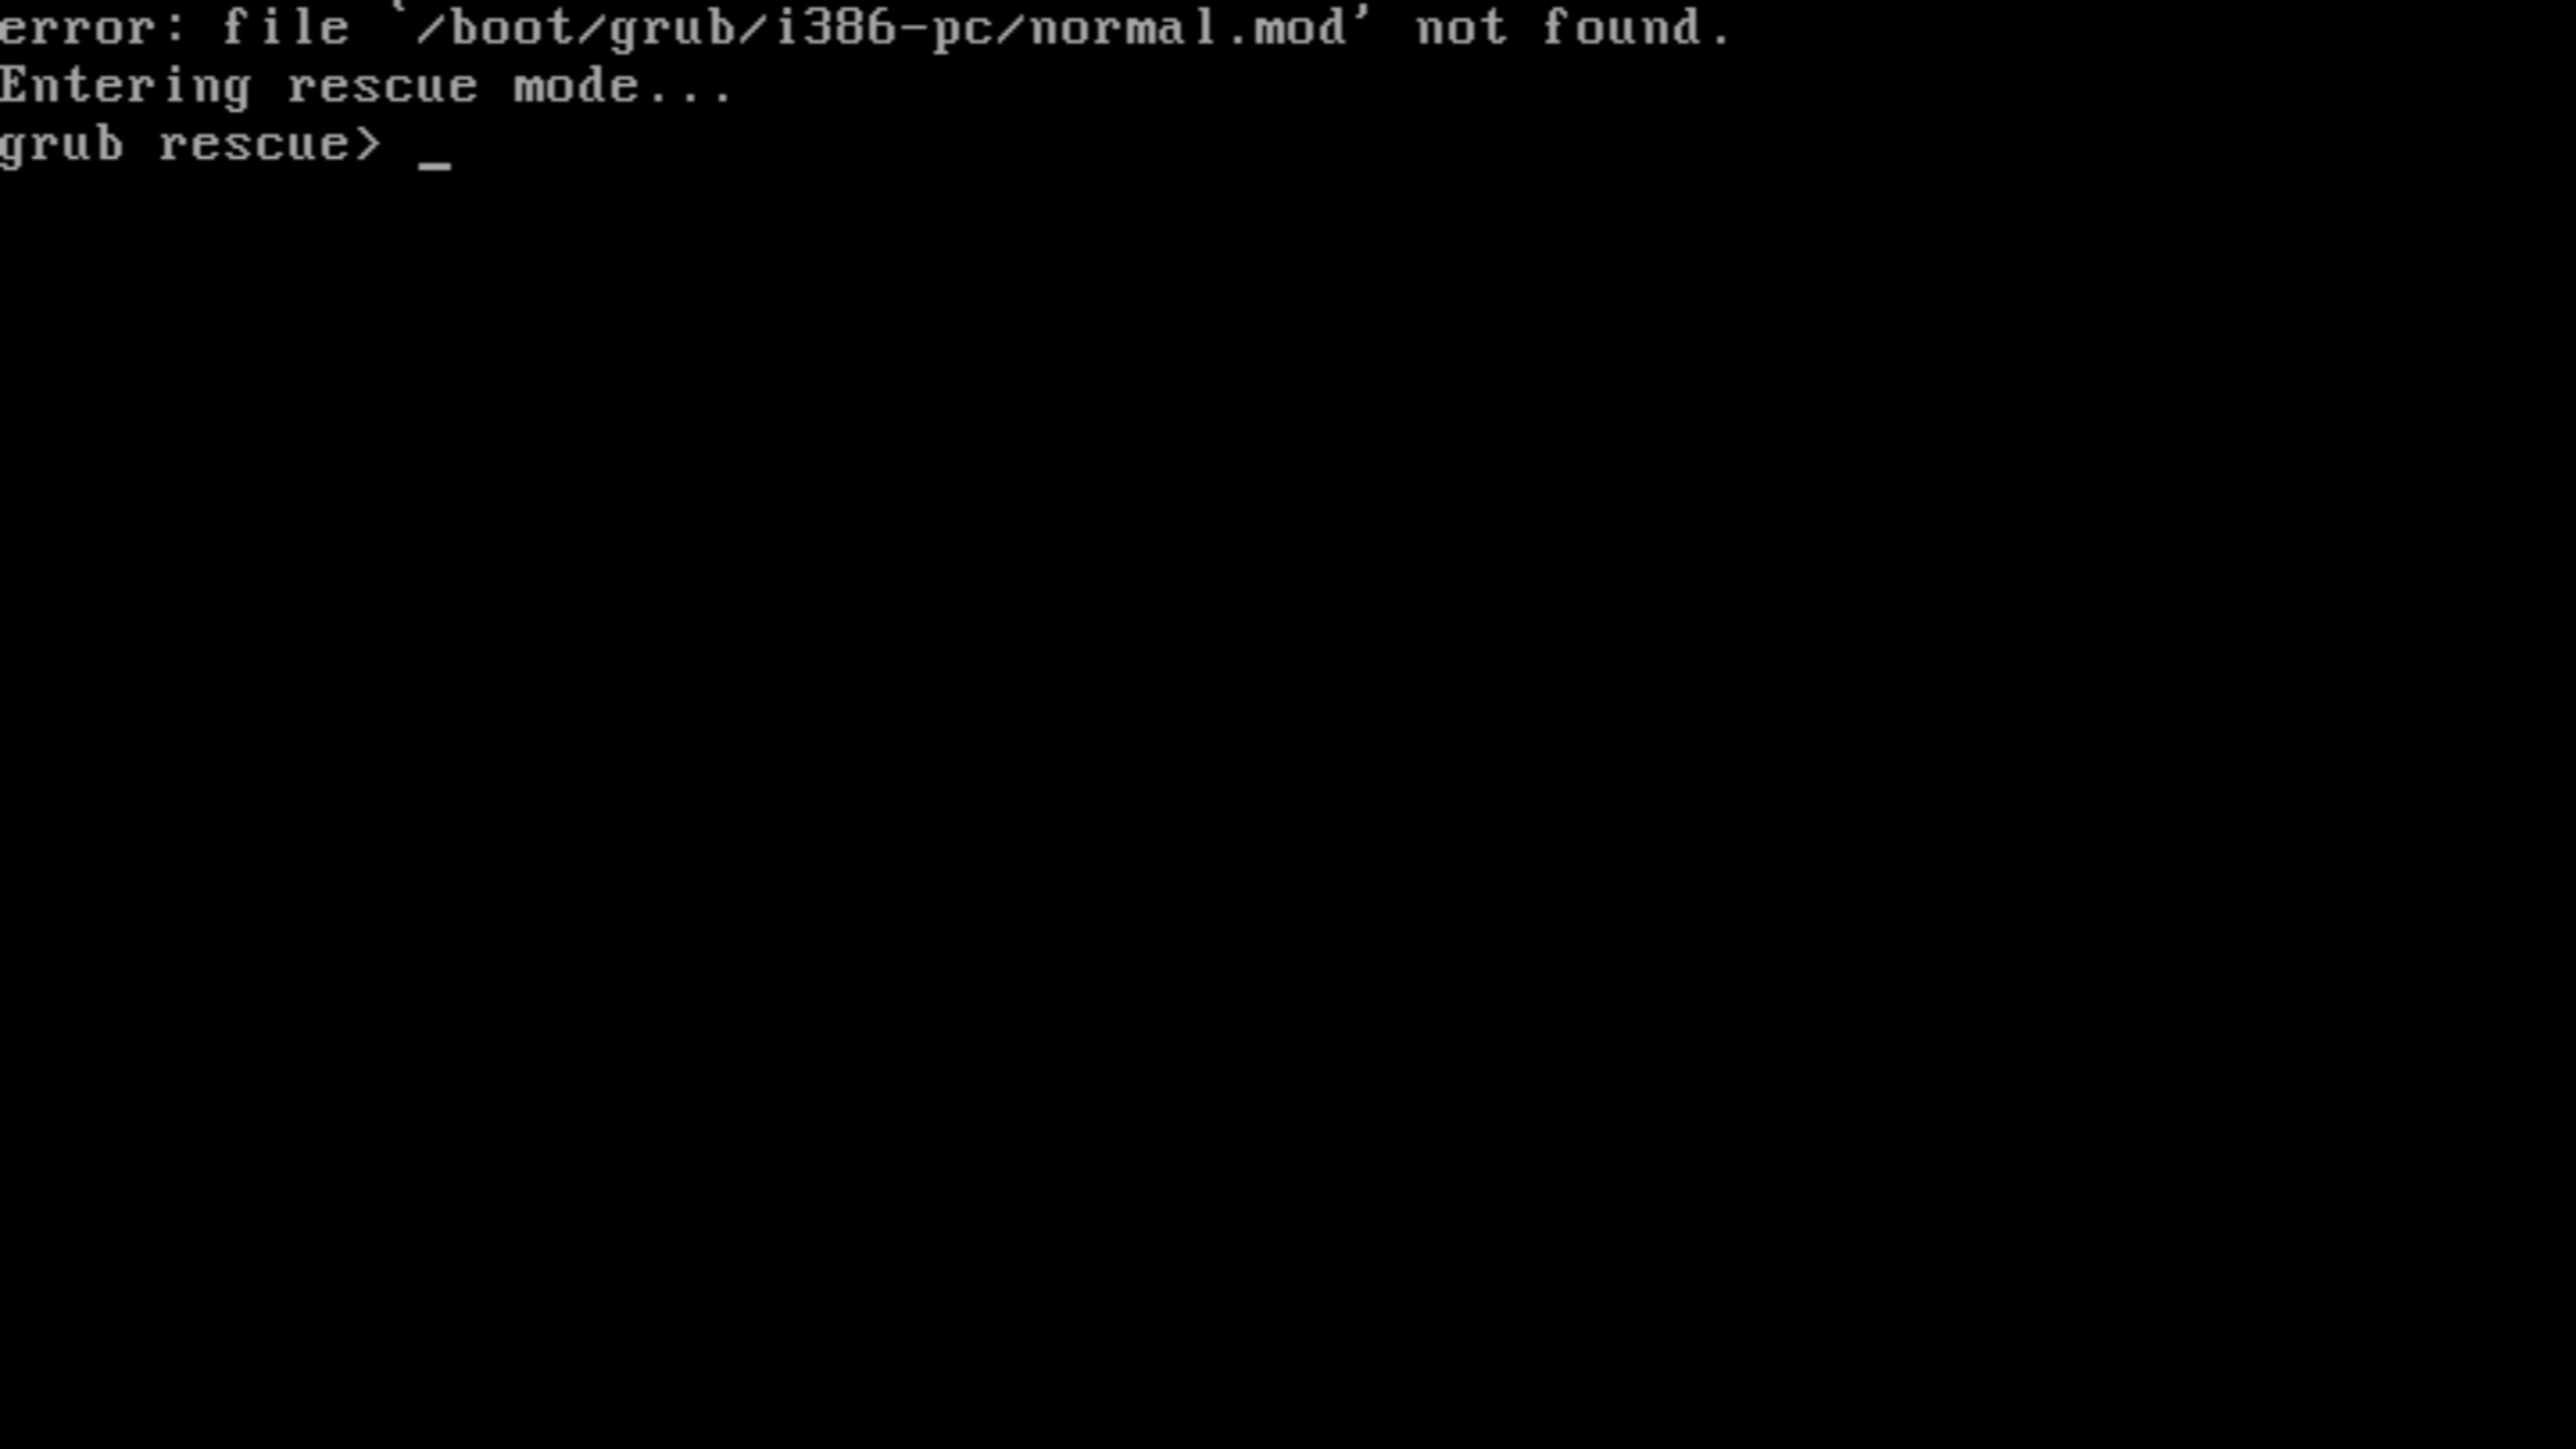 error: file `/boot/grub/i386-pc/normal.mod' not found.
Entering rescue mode...
grub rescue> _